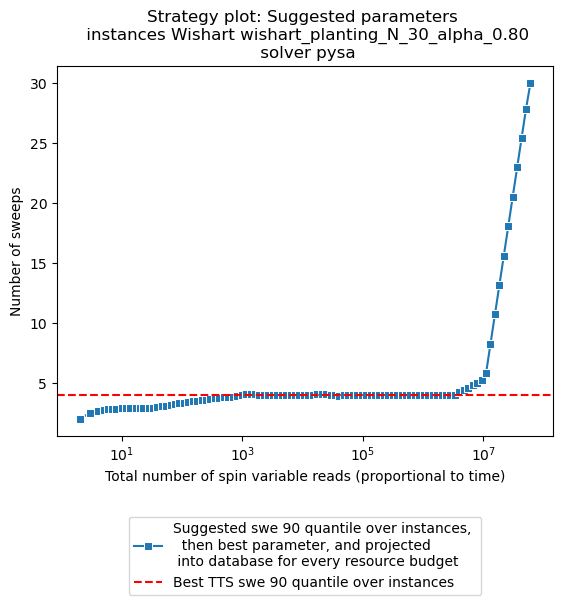 Strategy plot: Suggested parameters
instances Wishart wishart_planting_N_30_alpha_0.80
solver pysa
30
25
20
15
10
5
Number of sweeps
10^1
10^3
10^5
10^7
Total number of spin variable reads (proportional to time)
Suggested swe 90 quantile over instances,
then best parameter, and projected
into database for every resource budget
Best TTS swe 90 quantile over instances